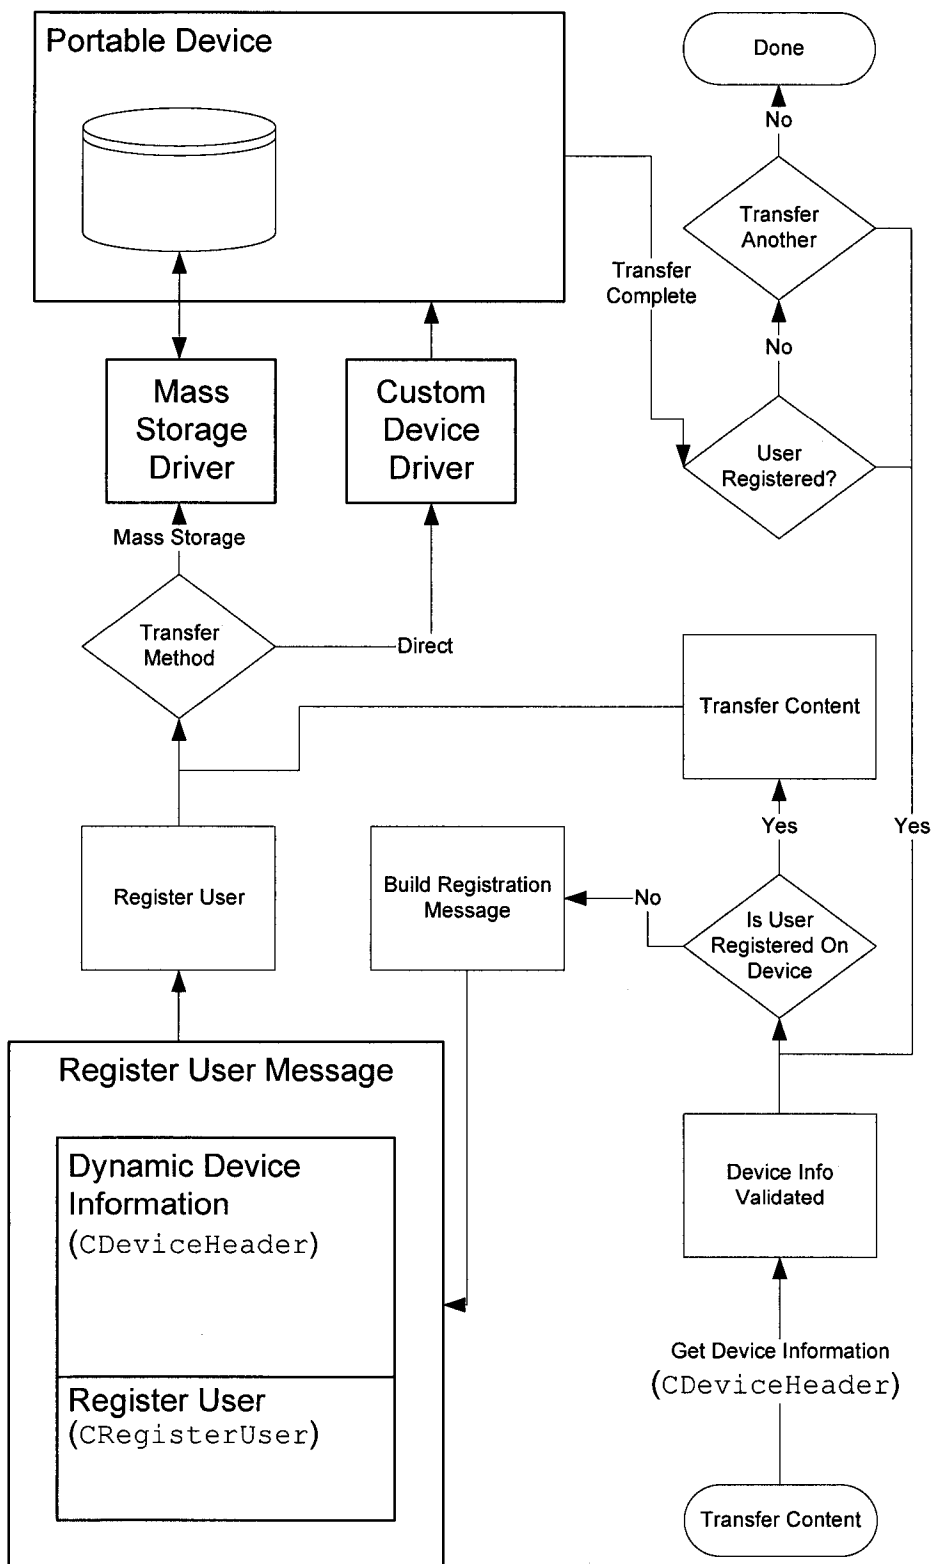 Portable Device
Done
No
Transfer
Another
Transfer
Complete
No
Mass
Storage
Driver
Custom
Device
Driver
User
Registered?
Mass Storage
Transfer
Method
Direct
Transfer Content
Yes
Yes
Register User
Build Registration
Message
No
Is User
Registered On
Device
Register User Message
Dynamic Device
Information
(CDeviceHeader)
Device Info
Validated
Get Device Information
(CDeviceHeader)
Register User
(CRegisterUser)
Transfer Content